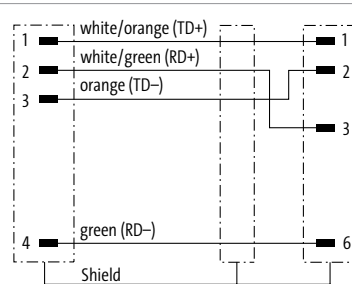 1 white/orange (TD+) 1
2 white/green (RD+) 2
3 orange (TD–)
3
4 green (RD–) 6
Shield